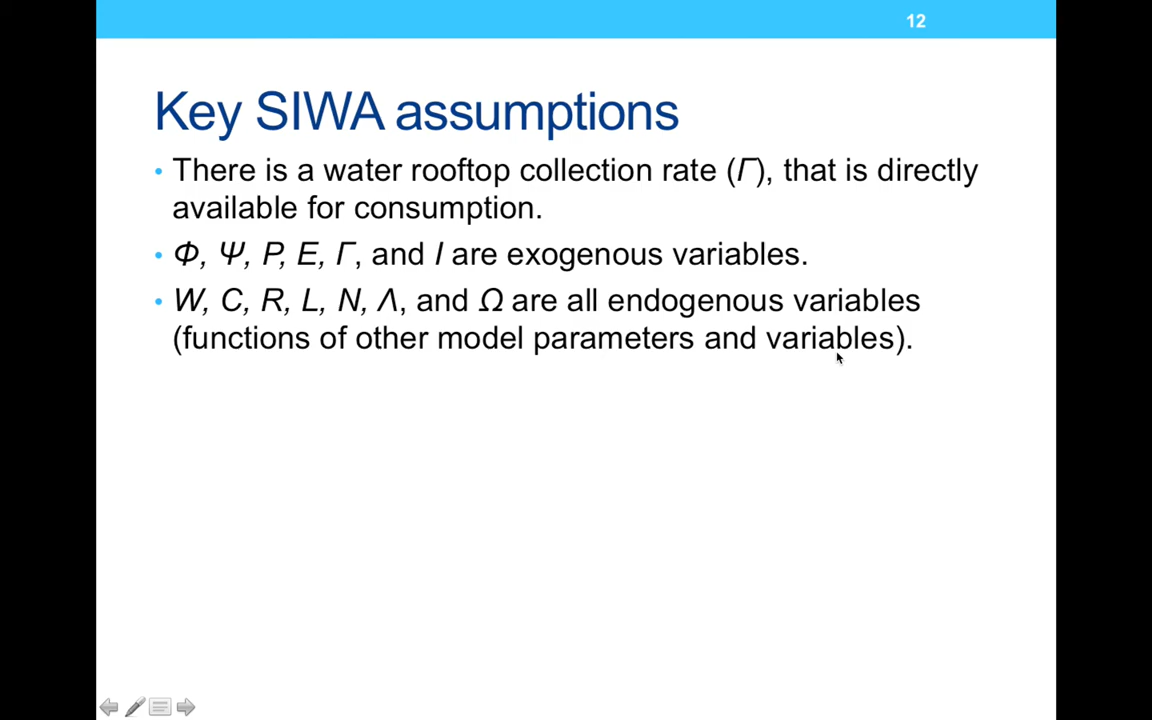 12
Key SIWA assumptions
• There is a water rooftop collection rate (Γ), that is directly
available for consumption.
• Φ, Ψ, P, E, Γ, and I are exogenous variables.
• W, C, R, L, N, Λ, and Ω are all endogenous variables
(functions of other model parameters and variables).